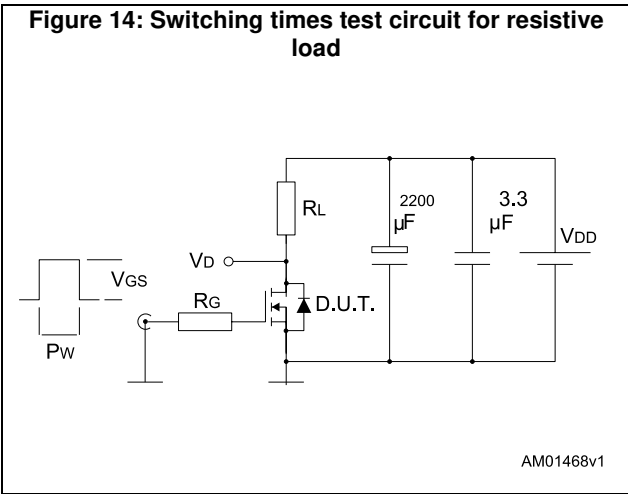 Figure 14: Switching times test circuit for resistive
load
RL
2200
µF
3.3
µF
VDD
VD
VGS
RG
D.U.T.
PW
AM01468v1